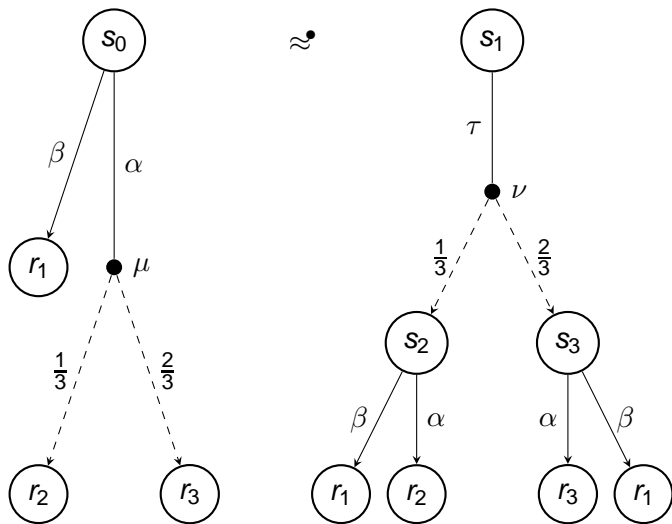 s₀ ≈• s₁
τ
β α
ν
1/3 2/3
r₁ μ
s₂ s₃
1/3 2/3
β α α β
r₂ r₃ r₁ r₂ r₃ r₁